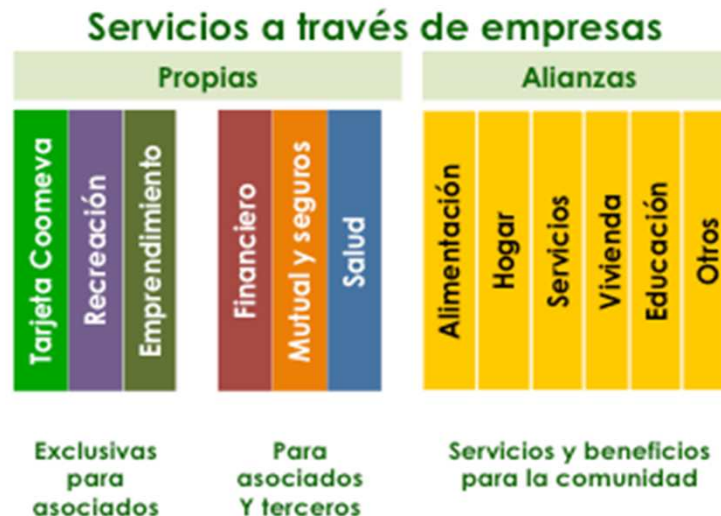 Servicios a través de empresas
Propias
Alianzas
Tarjeta Coomeva
Recreación
Emprendimiento
Financiero
Mutual y seguros
Salud
Alimentación
Hogar
Servicios
Vivienda
Educación
Otros
Exclusivas
para
asociados
Para
asociados
Y terceros
Servicios y beneficios
para la comunidad